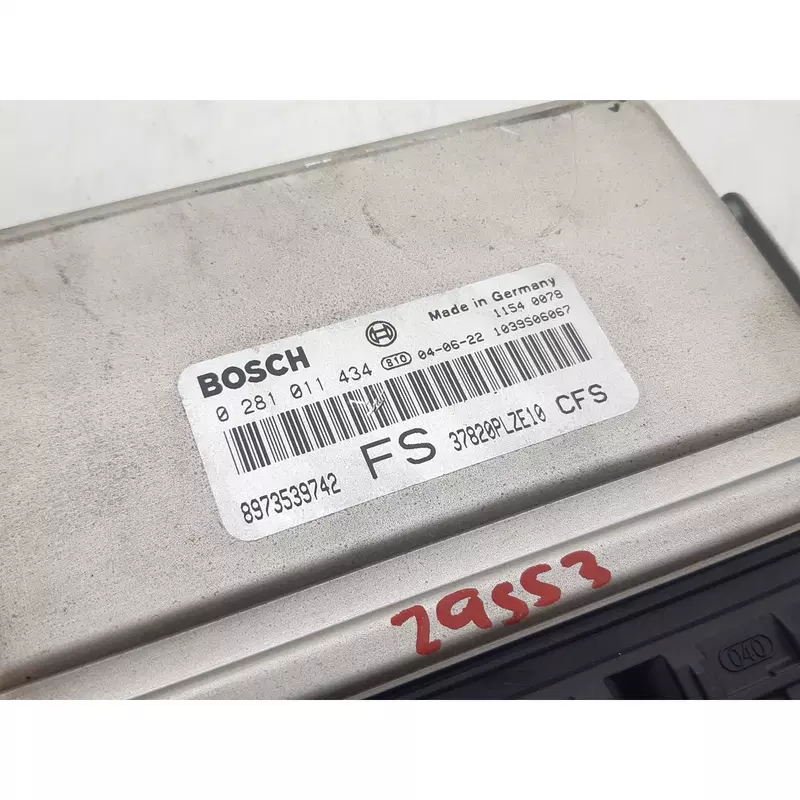 Made in Germany
1154 0078
BOSCH
0 281 011 434 810 04-06-22 1039S06067
8973539742 FS 37820PLZE10 CFS
29553
040